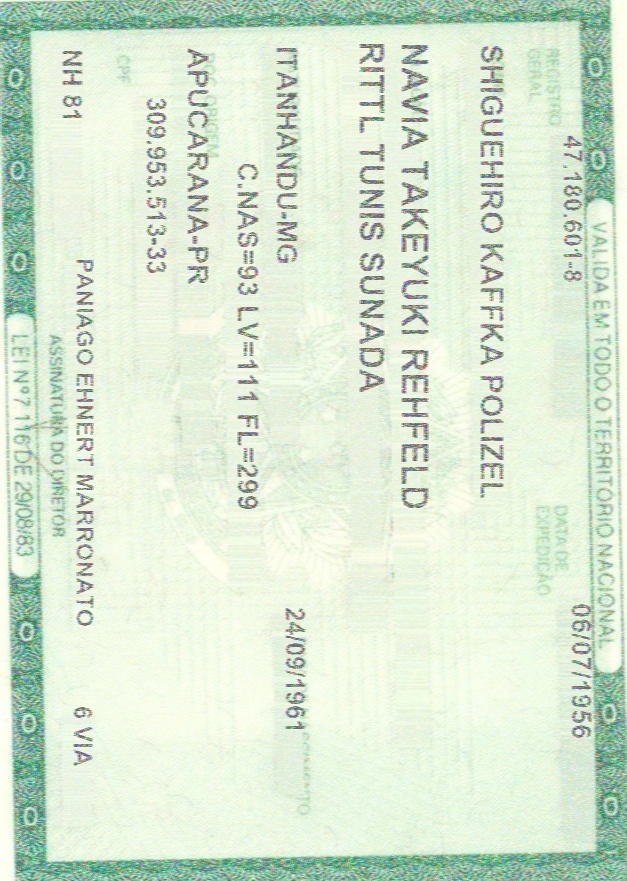 VALIDA EM TODO O TERRITÓRIO NACIONAL
REGISTRO GERAL 47.180.601-8 DATA DE EXPEDIÇÃO 06/07/1956
SHIGUEHIRO KAFFKA POLIZEL
NAVIA TAKEYUKI REHFELD
RITTL TUNIS SUNADA
ITANHANDU-MG 24/09/1961
C.NAS=93 LV=111 FL=299
DOC ORIGEM
APUCARANA-PR
309.953.513-33
CPF
PANIAGO EHNERT MARRONATO
NH 81 6 VIA
ASSINATURA DO DIRETOR
LEI Nº 7.116 DE 29/08/83